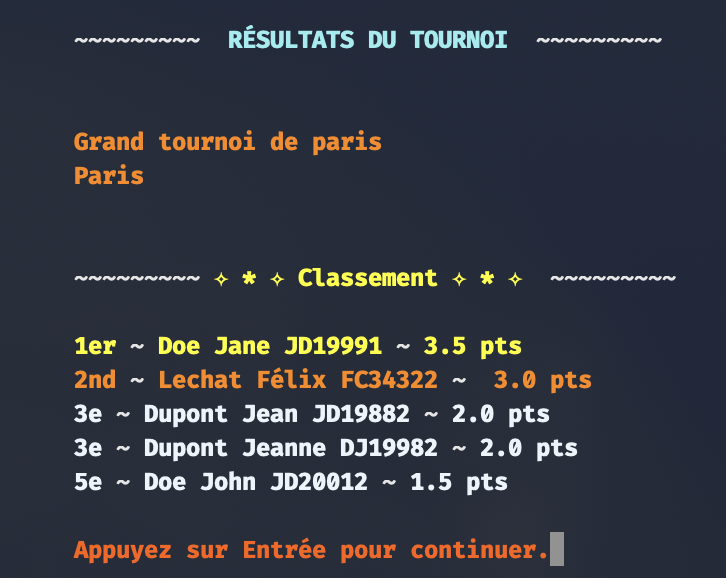 ~~~~~~~~~ RÉSULTATS DU TOURNOI ~~~~~~~~~
Grand tournoi de paris
Paris
~~~~~~~~~ ✧ * ✧ Classement ✧ * ✧ ~~~~~~~~~
1er ~ Doe Jane JD19991 ~ 3.5 pts
2nd ~ Lechat Félix FC34322 ~ 3.0 pts
3e ~ Dupont Jean JD19882 ~ 2.0 pts
3e ~ Dupont Jeanne DJ19982 ~ 2.0 pts
5e ~ Doe John JD20012 ~ 1.5 pts
Appuyez sur Entrée pour continuer.